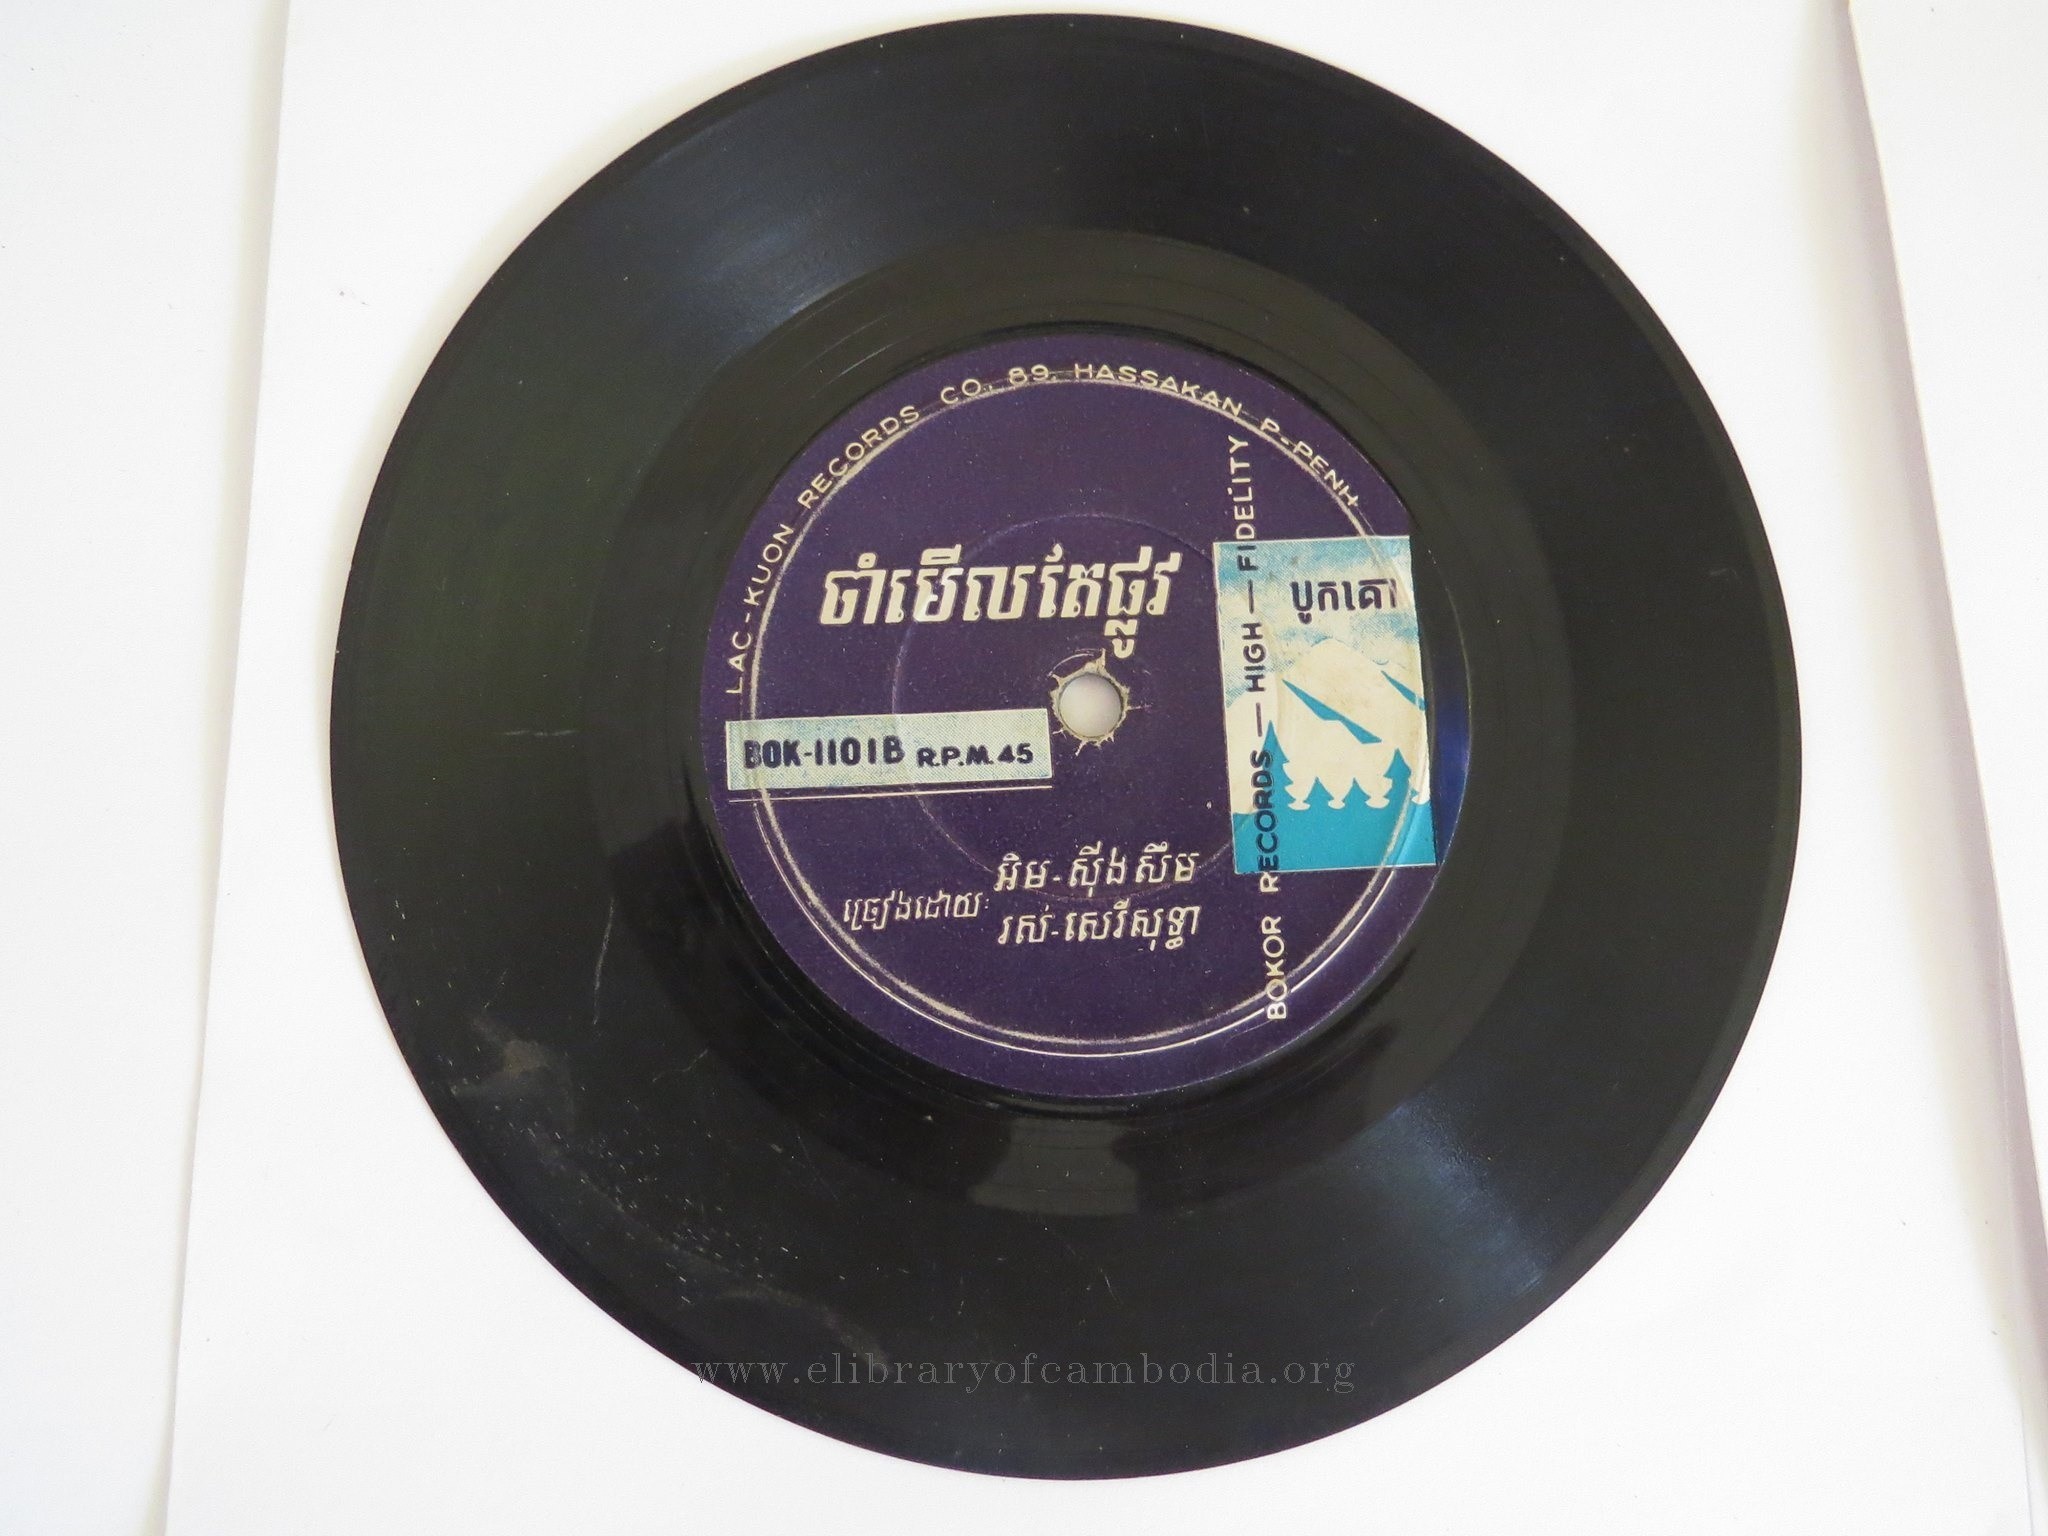 LAC-KUON RECORDS CO. 89. HASSAKAN P-PENH
ចាំមើលតែផ្លូវ
បូកគោ
BOKOR RECORDS — HIGH — FIDELITY
BOK-1101B R.P.M. 45
ច្រៀងដោយៈ
អិម-ស៊ីងសឹម
រស់-សេរីសុទ្ធា
www.elibraryofcambodia.org